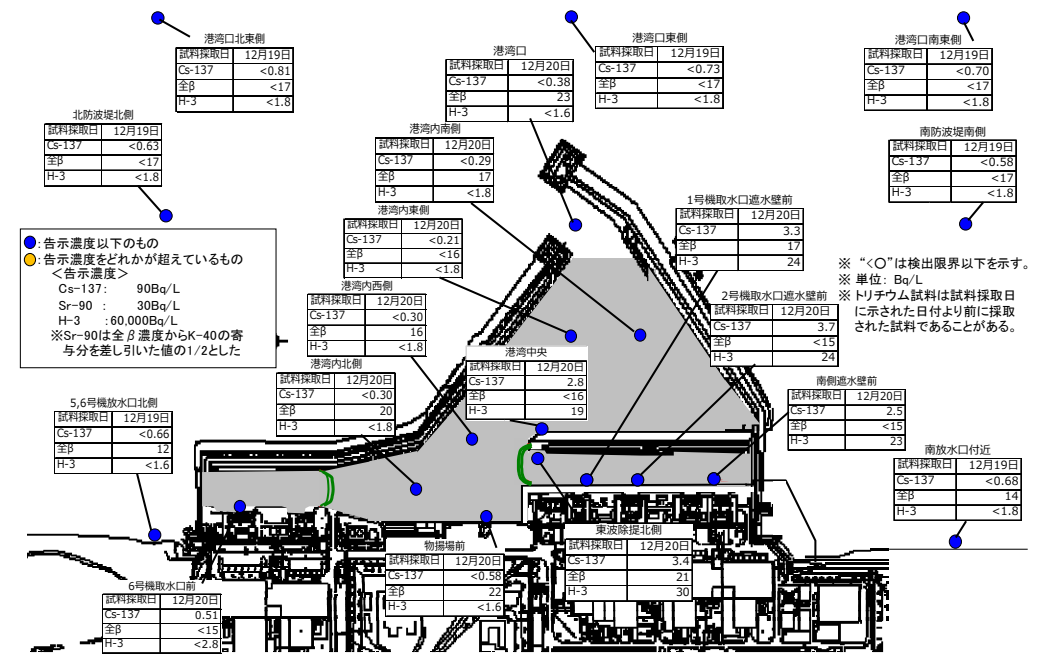 港湾口北東側
試料採取日 12月19日
Cs-137 <0.81
全β <17
H-3 <1.8
港湾口
試料採取日 12月20日
Cs-137 <0.38
全β 23
H-3 <1.6
港湾口東側
試料採取日 12月19日
Cs-137 <0.73
全β <17
H-3 <1.8
港湾口南東側
試料採取日 12月19日
Cs-137 <0.70
全β <17
H-3 <1.8
北防波堤北側
試料採取日 12月19日
Cs-137 <0.63
全β <17
H-3 <1.8
港湾内南側
試料採取日 12月20日
Cs-137 <0.29
全β 17
H-3 <1.8
南防波堤南側
試料採取日 12月19日
Cs-137 <0.58
全β <17
H-3 <1.8
港湾内東側
試料採取日 12月20日
Cs-137 <0.21
全β <16
H-3 <1.8
1号機取水口遮水壁前
試料採取日 12月20日
Cs-137 3.3
全β 17
H-3 24
:告示濃度以下のもの
:告示濃度をどれかが超えているもの
<告示濃度>
Cs-137: 90Bq/L
Sr-90 : 30Bq/L
H-3 :60,000Bq/L
※Sr-90は全β濃度からK-40の寄
与分を差し引いた値の1/2とした
※ “<○”は検出限界以下を示す。
※ 単位: Bq/L
※ トリチウム試料は試料採取日
に示された日付より前に採取
された試料であることがある。
港湾内西側
試料採取日 12月20日
Cs-137 <0.30
全β 16
H-3 <1.8
2号機取水口遮水壁前
試料採取日 12月20日
Cs-137 3.7
全β <15
H-3 24
港湾内北側
試料採取日 12月20日
Cs-137 <0.30
全β 20
H-3 <1.8
港湾中央
試料採取日 12月20日
Cs-137 2.8
全β <16
H-3 19
南側遮水壁前
試料採取日 12月20日
Cs-137 2.5
全β <15
H-3 23
5,6号機放水口北側
試料採取日 12月19日
Cs-137 <0.66
全β 12
H-3 <1.6
南放水口付近
試料採取日 12月19日
Cs-137 <0.68
全β 14
H-3 <1.8
物揚場前
試料採取日 12月20日
Cs-137 <0.58
全β 22
H-3 <1.6
東波除堤北側
試料採取日 12月20日
Cs-137 3.4
全β 21
H-3 30
6号機取水口前
試料採取日 12月20日
Cs-137 0.51
全β <15
H-3 <2.8